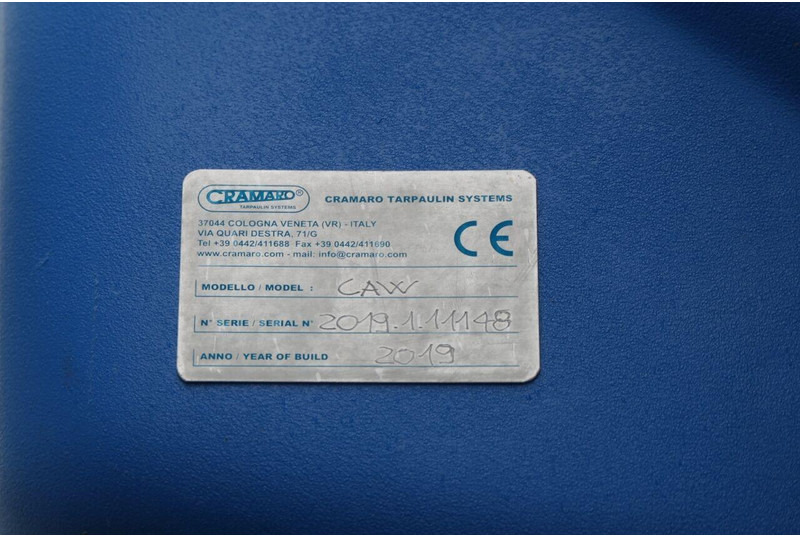 CRAMARO®
TARPAULIN SYSTEMS
CRAMARO TARPAULIN SYSTEMS
37044 COLOGNA VENETA (VR) - ITALY
VIA QUARI DESTRA, 71/G
Tel +39 0442/411688 Fax +39 0442/411690
www.cramaro.com - mail: info@cramaro.com
CE
MODELLO / MODEL : CAW
N° SERIE / SERIAL N° 2019.1.11148
ANNO / YEAR OF BUILD 2019